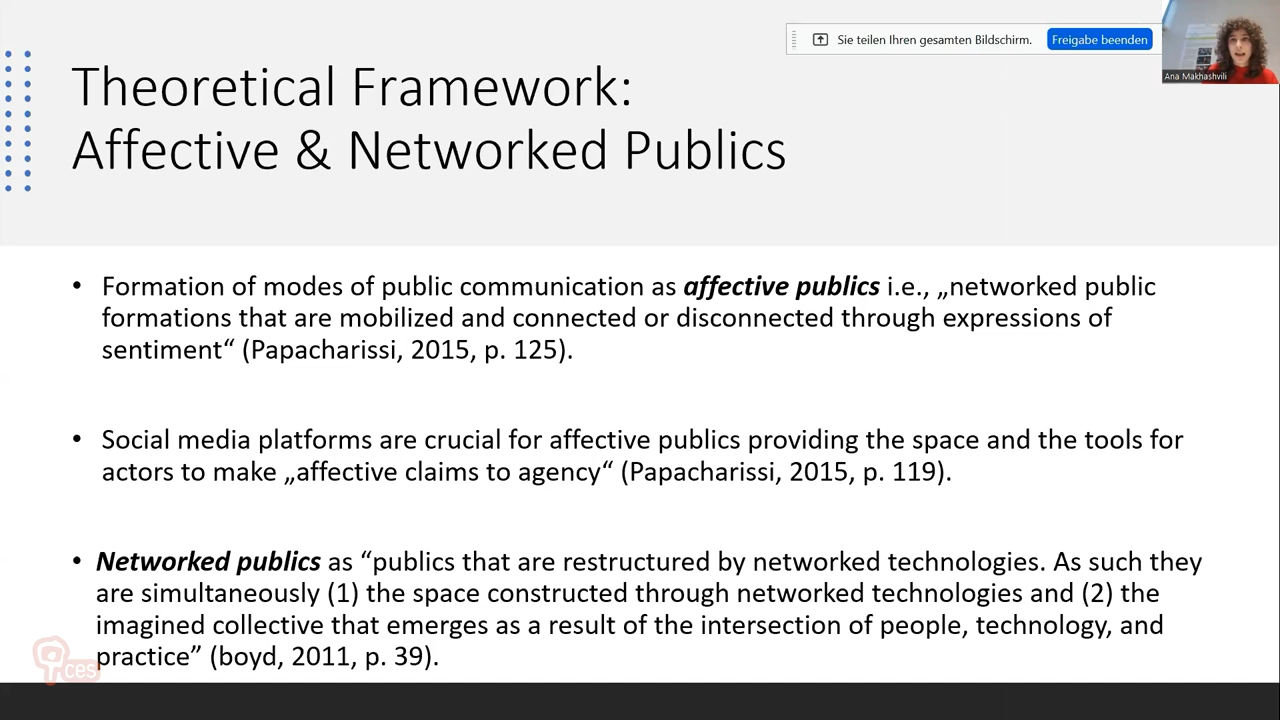 Sie teilen Ihren gesamten Bildschirm. Freigabe beenden
Ana Makhashvili
Theoretical Framework:
Affective & Networked Publics
• Formation of modes of public communication as affective publics i.e., „networked public
formations that are mobilized and connected or disconnected through expressions of
sentiment“ (Papacharissi, 2015, p. 125).
• Social media platforms are crucial for affective publics providing the space and the tools for
actors to make „affective claims to agency“ (Papacharissi, 2015, p. 119).
• Networked publics as “publics that are restructured by networked technologies. As such they
are simultaneously (1) the space constructed through networked technologies and (2) the
imagined collective that emerges as a result of the intersection of people, technology, and
practice” (boyd, 2011, p. 39).
ces